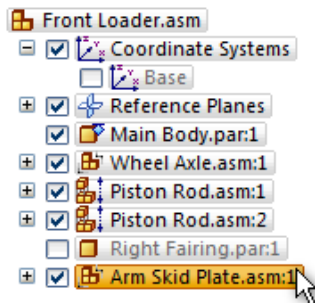 Front Loader.asm
Coordinate Systems
Base
Reference Planes
Main Body.par:1
Wheel Axle.asm:1
Piston Rod.asm:1
Piston Rod.asm:2
Right Fairing.par:1
Arm Skid Plate.asm:1